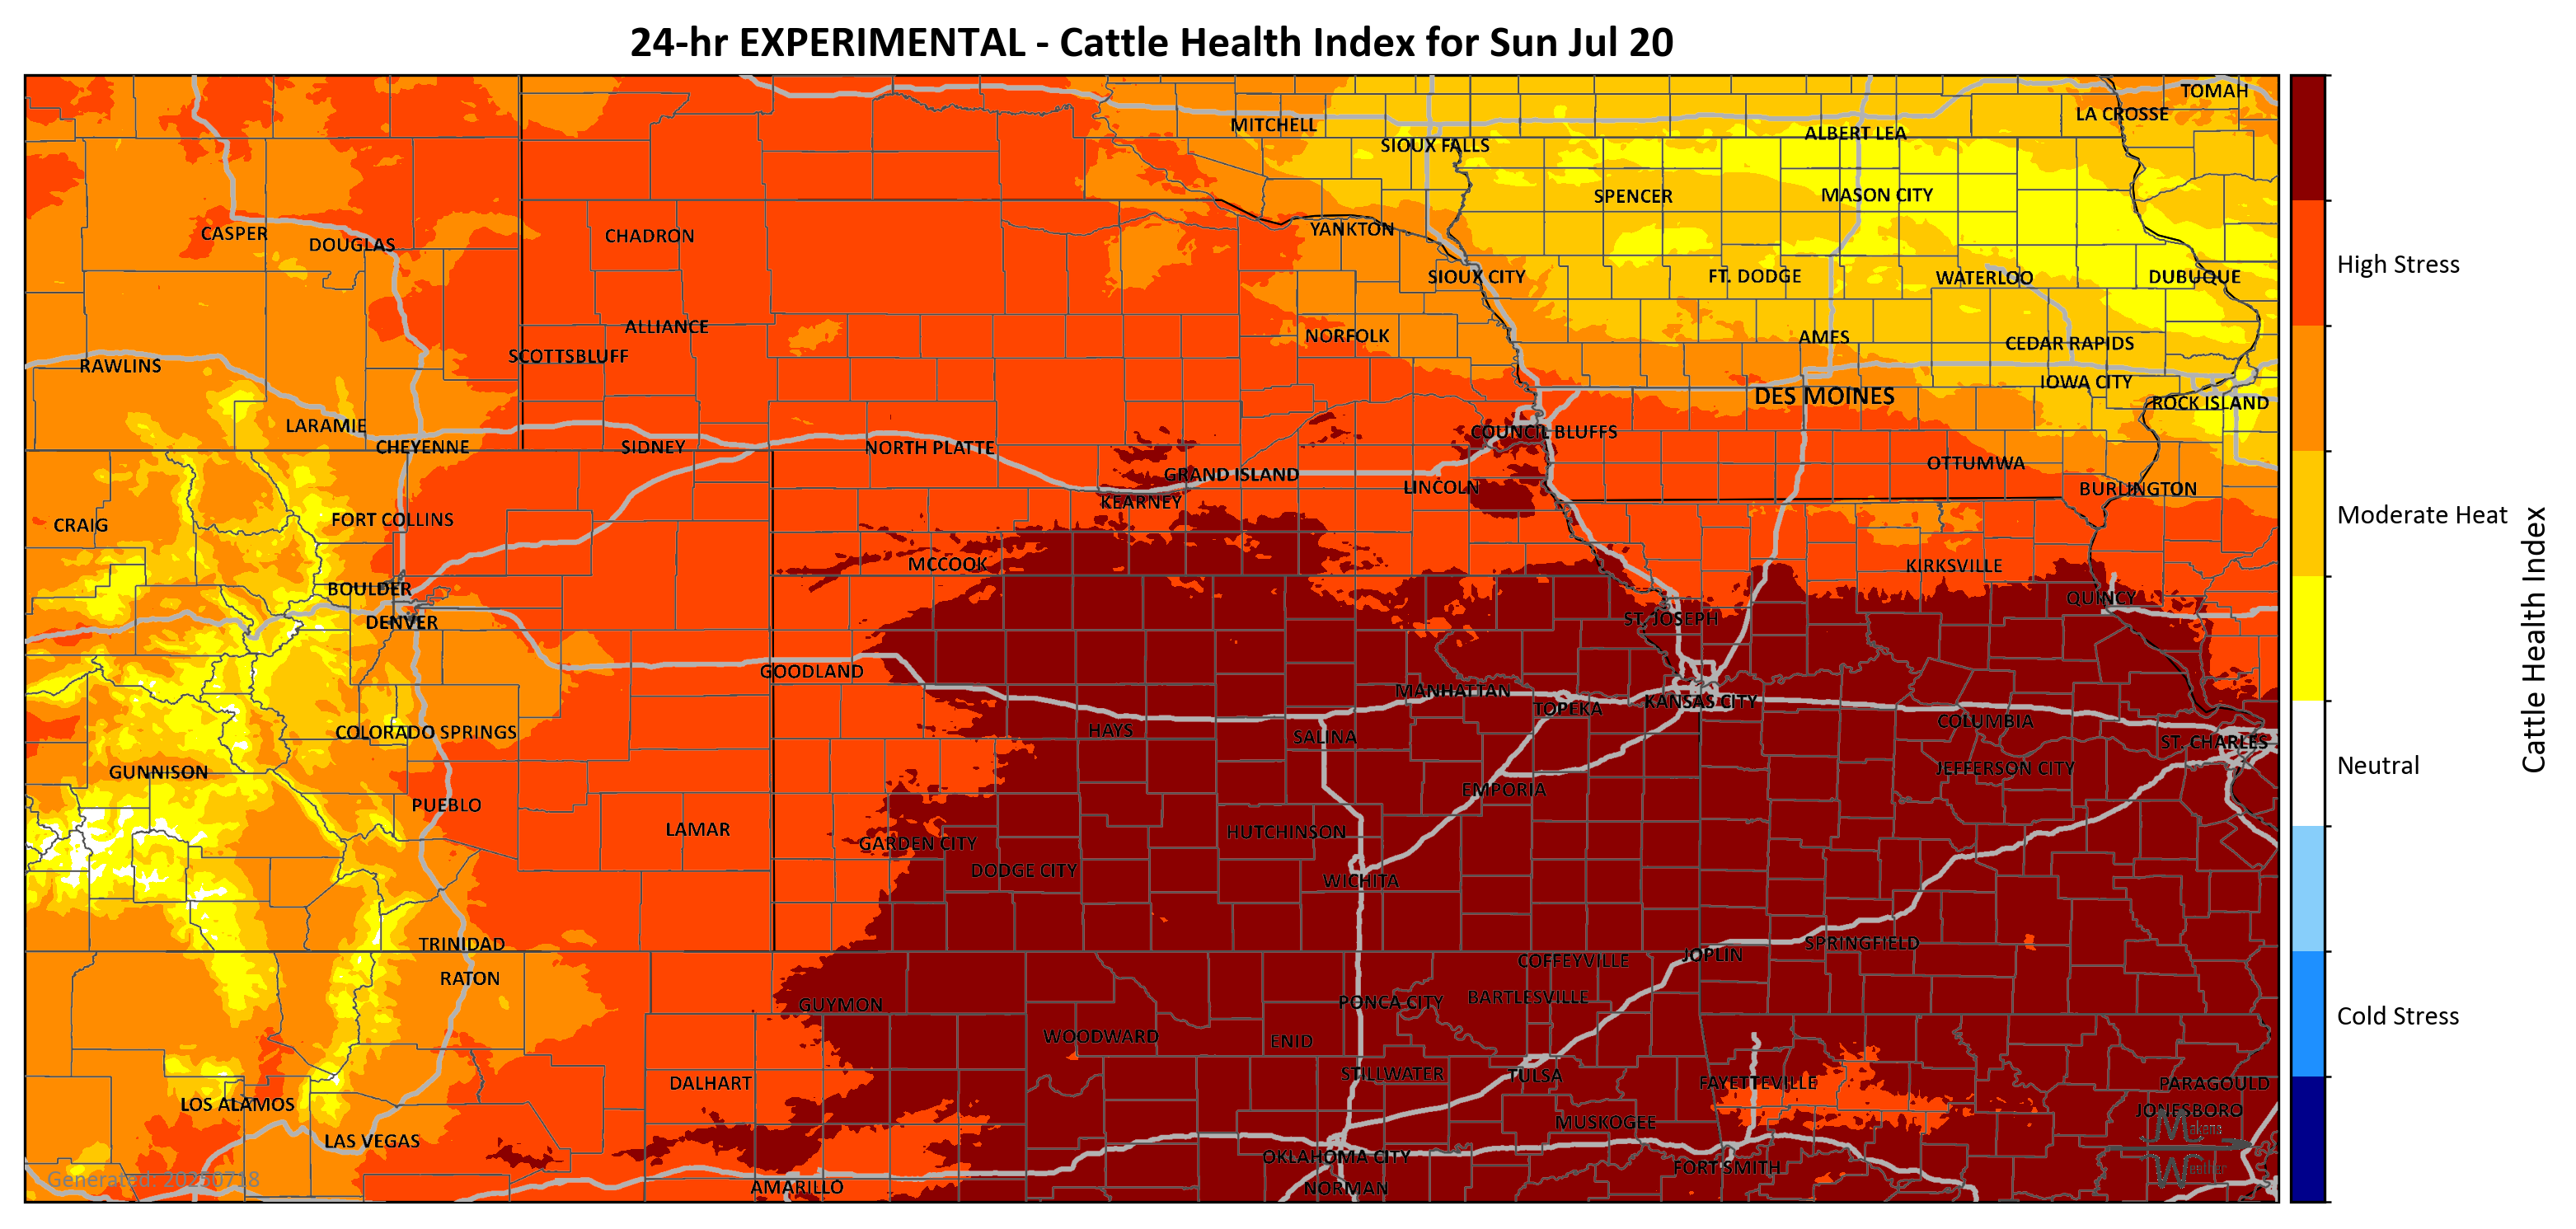 24-hr EXPERIMENTAL - Cattle Health Index for Sun Jul 20
TOMAH
LA CROSSE
MITCHELL
ALBERT LEA
SIOUX FALLS
SPENCER
MASON CITY
CASPER
DOUGLAS
CHADRON
YANKTON
High Stress
SIOUX CITY
FT. DODGE
WATERLOO
DUBUQUE
ALLIANCE
NORFOLK
AMES
CEDAR RAPIDS
SCOTTSBLUFF
RAWLINS
IOWA CITY
DES MOINES
ROCK ISLAND
LARAMIE
COUNCIL BLUFFS
CHEYENNE
SIDNEY
NORTH PLATTE
OTTUMWA
GRAND ISLAND
LINCOLN
BURLINGTON
KEARNEY
Moderate Heat
CRAIG
FORT COLLINS
MCCOOK
KIRKSVILLE
BOULDER
QUINCY
DENVER
ST. JOSEPH
Cattle Health Index
GOODLAND
MANHATTAN
KANSAS CITY
TOPEKA
COLUMBIA
COLORADO SPRINGS
HAYS
SALINA
ST. CHARLES
Neutral
GUNNISON
JEFFERSON CITY
EMPORIA
PUEBLO
LAMAR
HUTCHINSON
GARDEN CITY
DODGE CITY
WICHITA
TRINIDAD
SPRINGFIELD
JOPLIN
COFFEYVILLE
RATON
BARTLESVILLE
PONCA CITY
GUYMON
Cold Stress
WOODWARD
ENID
STILLWATER
TULSA
DALHART
FAYETTEVILLE
PARAGOULD
LOS ALAMOS
JONESBORO
MUSKOGEE
Makens
LAS VEGAS
OKLAHOMA CITY
FORT SMITH
Weather
Generated: 20250718
AMARILLO
NORMAN